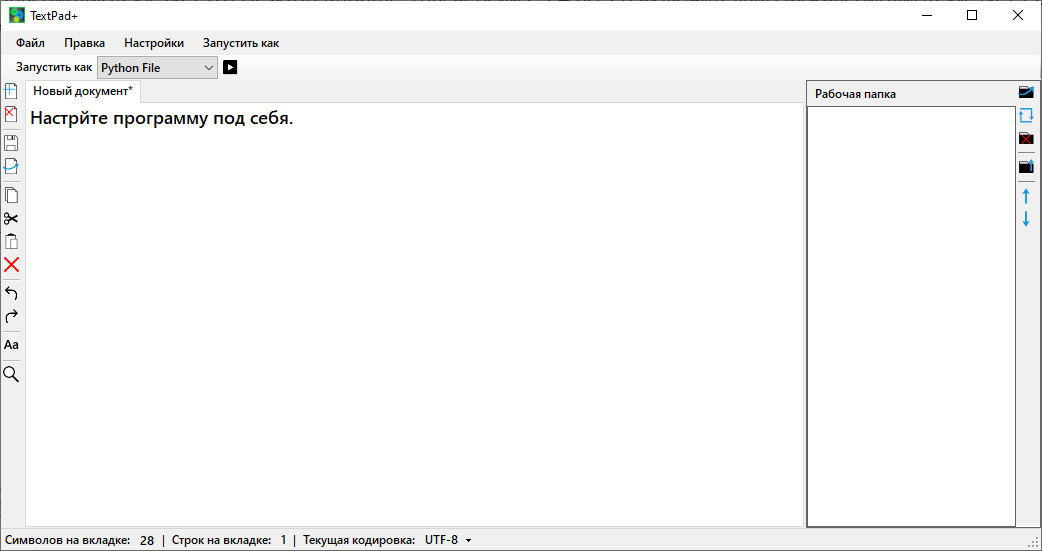 TextPad+
Файл Правка Настройки Запустить как
Запустить как Python File
Новый документ*
Рабочая папка
Настрйте программу под себя.
Aa
Символов на вкладке: 28 | Строк на вкладке: 1 | Текущая кодировка: UTF-8